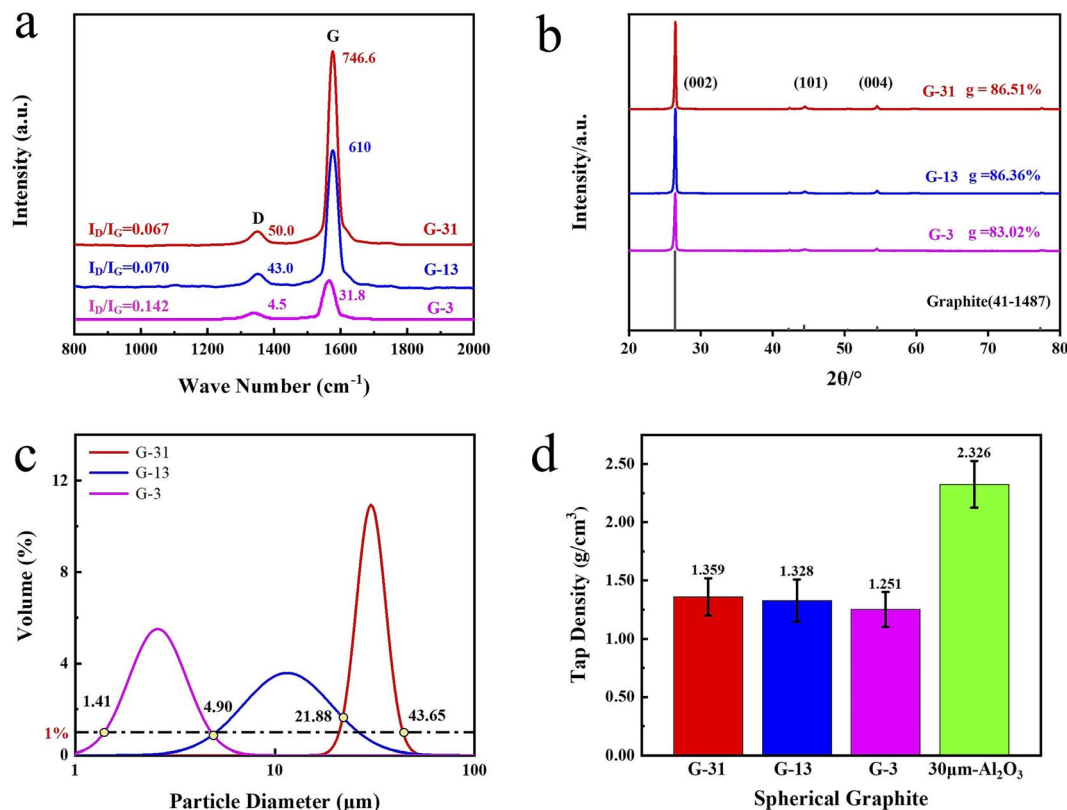 a
Intensity (a.u.)
G
746.6
610
D
I_D/I_G=0.067
50.0
G-31
I_D/I_G=0.070
43.0
G-13
I_D/I_G=0.142
4.5
31.8
G-3
800 1000 1200 1400 1600 1800 2000
Wave Number (cm⁻¹)
b
Intensity/a.u.
(002) (101) (004)
G-31 g = 86.51%
G-13 g =86.36%
G-3 g =83.02%
Graphite(41-1487)
20 30 40 50 60 70 80
2θ/°
c
G-31
G-13
G-3
Volume (%)
12
8
4
0
1%
1.41
4.90
21.88
43.65
1 10 100
Particle Diameter (μm)
d
Tap Density (g/cm³)
2.50
2.00
1.50
1.00
0.50
0.00
1.359
1.328
1.251
2.326
G-31 G-13 G-3 30μm-Al₂O₃
Spherical Graphite